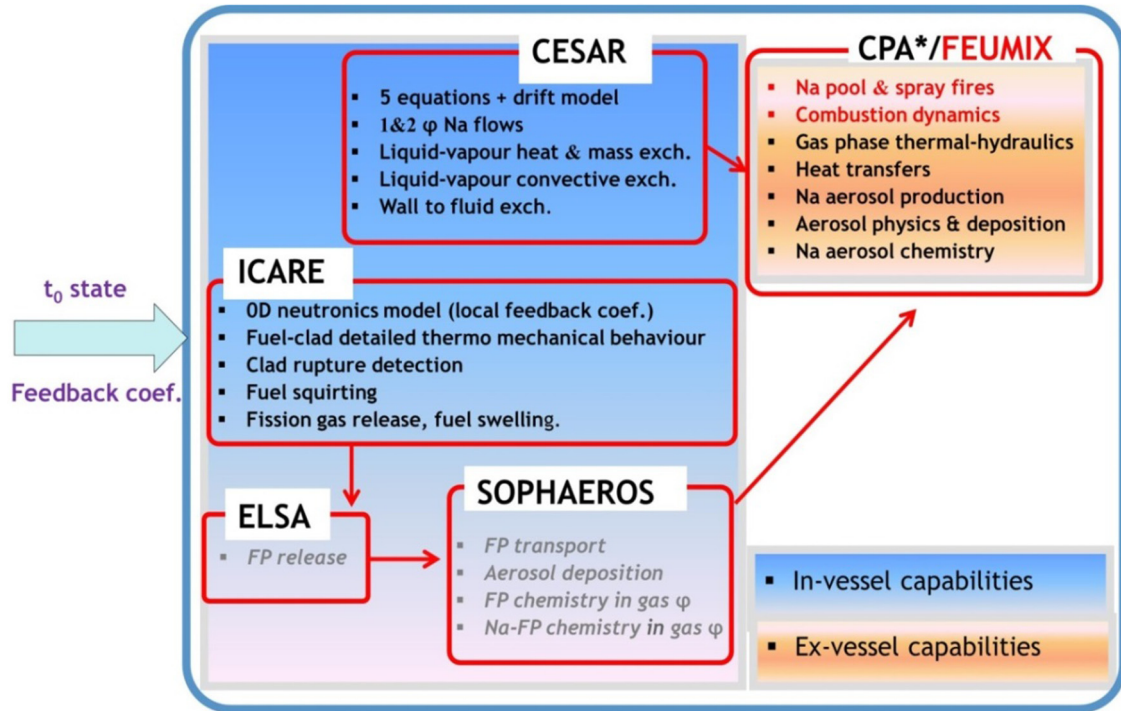 CESAR
▪ 5 equations + drift model
▪ 1&2 φ Na flows
▪ Liquid-vapour heat & mass exch.
▪ Liquid-vapour convective exch.
▪ Wall to fluid exch.
CPA*/FEUMIX
▪ Na pool & spray fires
▪ Combustion dynamics
▪ Gas phase thermal-hydraulics
▪ Heat transfers
▪ Na aerosol production
▪ Aerosol physics & deposition
▪ Na aerosol chemistry
t₀ state
Feedback coef.
ICARE
▪ 0D neutronics model (local feedback coef.)
▪ Fuel-clad detailed thermo mechanical behaviour
▪ Clad rupture detection
▪ Fuel squirting
▪ Fission gas release, fuel swelling.
ELSA
▪ FP release
SOPHAEROS
▪ FP transport
▪ Aerosol deposition
▪ FP chemistry in gas φ
▪ Na-FP chemistry in gas φ
▪ In-vessel capabilities
▪ Ex-vessel capabilities